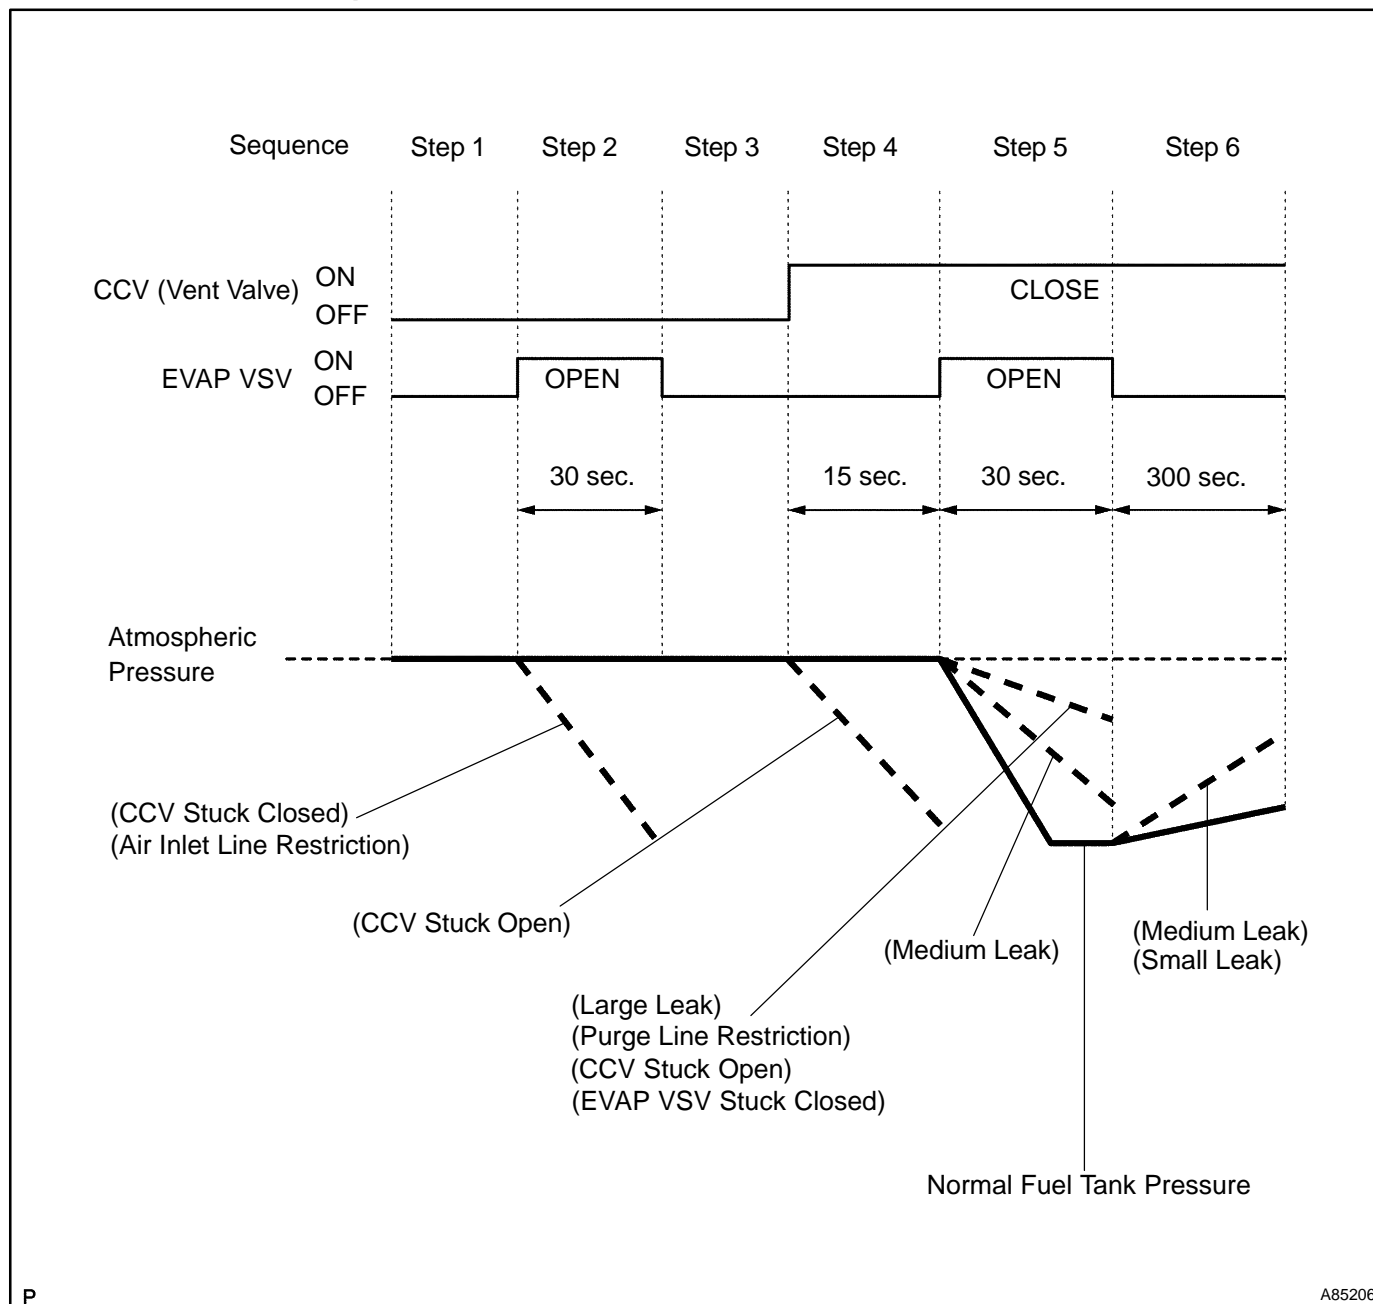 Sequence Step 1 Step 2 Step 3 Step 4 Step 5 Step 6
CCV (Vent Valve) ON
OFF
CLOSE
EVAP VSV ON
OFF
OPEN OPEN
30 sec. 15 sec. 30 sec. 300 sec.
Atmospheric
Pressure
(CCV Stuck Closed)
(Air Inlet Line Restriction)
(CCV Stuck Open)
(Medium Leak)
(Medium Leak)
(Small Leak)
(Large Leak)
(Purge Line Restriction)
(CCV Stuck Open)
(EVAP VSV Stuck Closed)
Normal Fuel Tank Pressure
P A85206